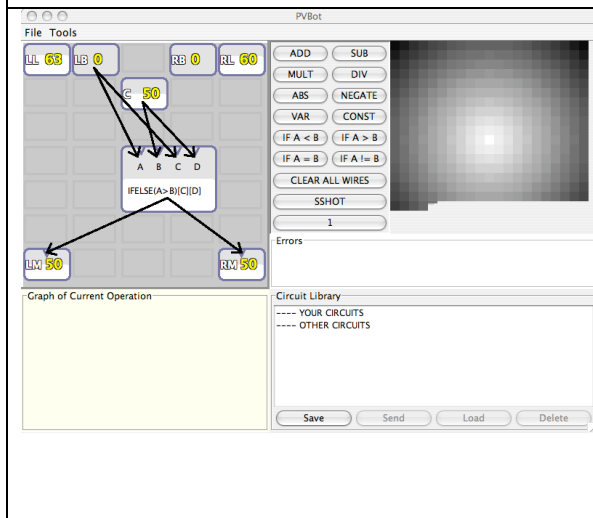 PVBot
File Tools
LL 63 LB 0 RB 0 RL 60
C 50
A B C D
IFELSE(A>B)[C][D]
LM 50 RM 50
ADD SUB
MULT DIV
ABS NEGATE
VAR CONST
IF A < B IF A > B
IF A = B IF A != B
CLEAR ALL WIRES
SSHOT
1
Errors
Graph of Current Operation
Circuit Library
---- YOUR CIRCUITS
---- OTHER CIRCUITS
Save Send Load Delete